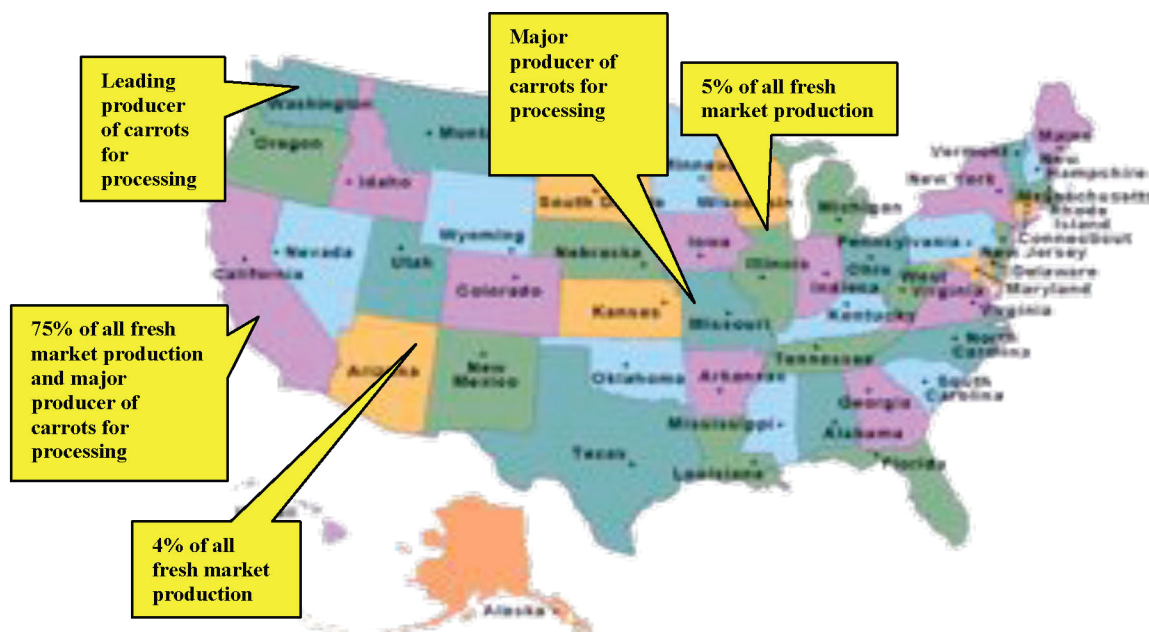 Leading
producer
of carrots
for
processing
Major
producer of
carrots for
processing
5% of all fresh
market production
75% of all fresh
market production
and major
producer of
carrots for
processing
4% of all
fresh market
production
Washington
Oregon
Idaho
Nevada
California
Utah
Arizona
Wyoming
Colorado
New
Mexico
Nebraska
Kansas
Oklahoma
Texas
Iowa
Missouri
Arkansas
Louisiana
Wisconsin
Illinois
Michigan
Indiana
Ohio
Kentucky
Tennessee
Mississippi
Alabama
Georgia
Florida
South
Carolina
North
Carolina
Virginia
West
Virginia
Pennsylvania
New York
Vermont
Maine
New
Hampshire
Massachusetts
Rhode
Island
Connecticut
New Jersey
Delaware
Maryland
Alaska